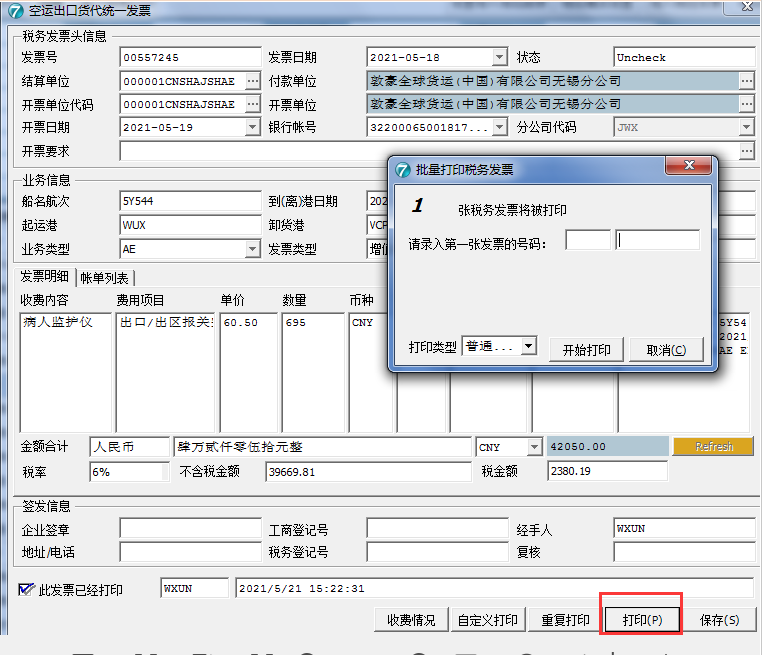 空运出口货代统一发票
税务发票头信息
发票号 00557245 发票日期 2021-05-18 状态 Uncheck
结算单位 000001CNSHAJSHAE ... 付款单位 敦豪全球货运(中国)有限公司无锡分公司 ...
开票单位代码 000001CNSHAJSHAE ... 开票单位 敦豪全球货运(中国)有限公司无锡分公司 ...
开票日期 2021-05-19 银行帐号 32200065001817... 分公司代码 JWX
开票要求 ...
业务信息
船名航次 5Y544 到(离)港日期 202
起运港 WUX 卸货港 VCP
业务类型 AE 发票类型 增值
批量打印税务发票
1 张税务发票将被打印
请录入第一张发票的号码:
打印类型 普通... 开始打印 取消(C)
发票明细 帐单列表
收费内容 费用项目 单价 数量 币种
病人监护仪 出口/出区报关 60.50 695 CNY 5Y54
2021
AE E
金额合计 人民币 肆万贰仟零伍拾元整 CNY 42050.00 Refresh
税率 6% 不含税金额 39669.81 税金额 2380.19
签发信息
企业签章 工商登记号 经手人 WXUN
地址/电话 税务登记号 复核
此发票已经打印 WXUN 2021/5/21 15:22:31
收费情况 自定义打印 重复打印 打印(P) 保存(S)